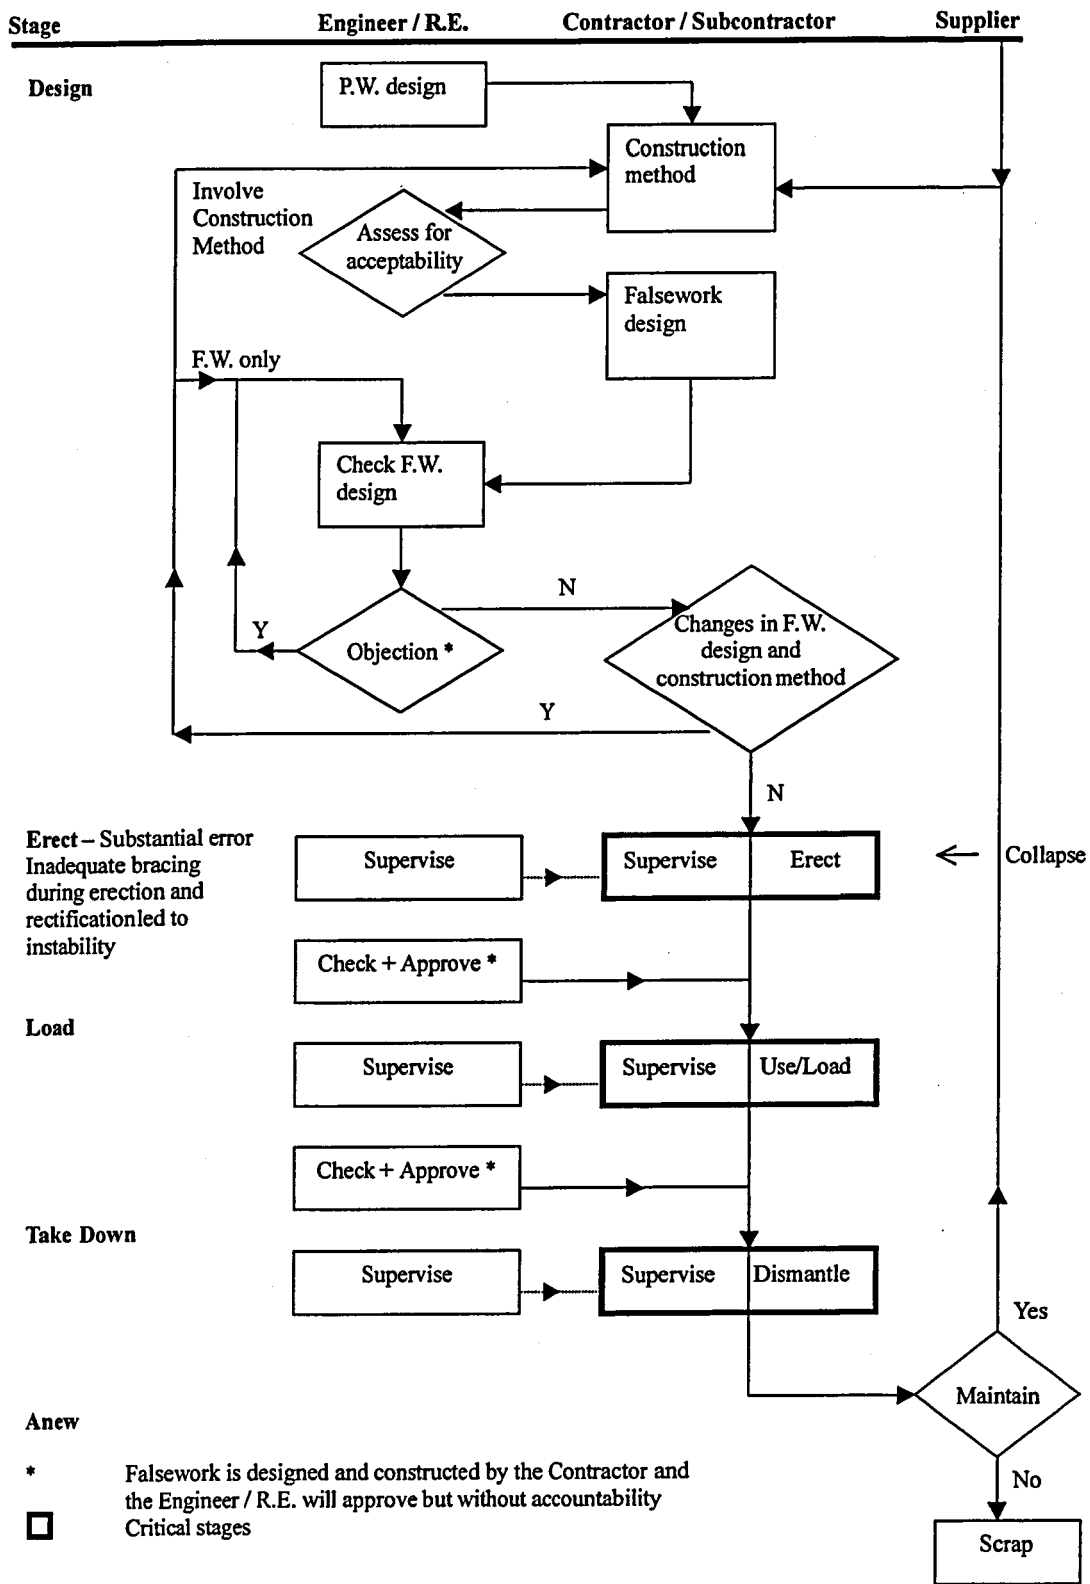 Stage Engineer / R.E. Contractor / Subcontractor Supplier
Design
P.W. design
Construction
method
Involve
Construction
Method
Assess for
acceptability
Falsework
design
F.W. only
Check F.W.
design
N
Y
Objection *
Changes in F.W.
design and
construction method
Y
N
Erect – Substantial error
Inadequate bracing
during erection and
rectification led to
instability
Supervise
Supervise
Erect
Collapse
Check + Approve *
Load
Supervise
Supervise
Use/Load
Check + Approve *
Take Down
Supervise
Supervise
Dismantle
Yes
Maintain
Anew
* Falsework is designed and constructed by the Contractor and
the Engineer / R.E. will approve but without accountability
Critical stages
No
Scrap